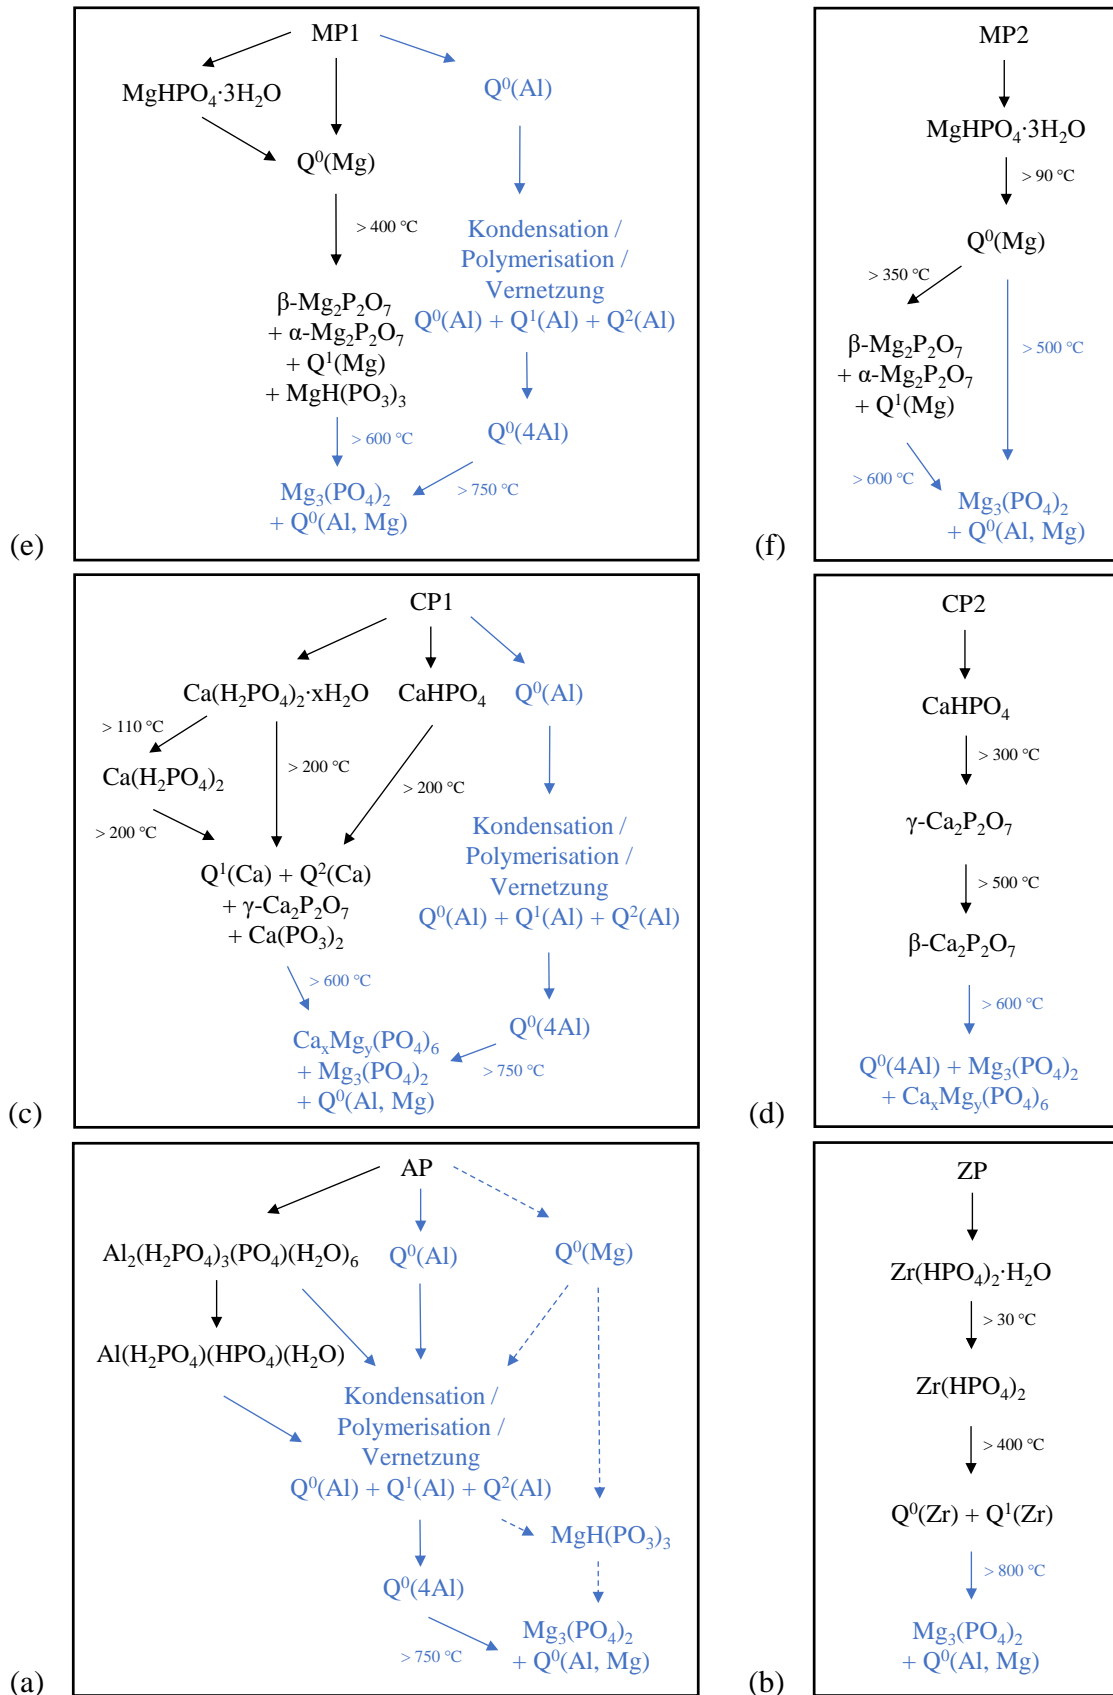 MP1
MgHPO₄·3H₂O
Q⁰(Al)
Q⁰(Mg)
> 400 °C
Kondensation /
Polymerisation /
Vernetzung
Q⁰(Al) + Q¹(Al) + Q²(Al)
β-Mg₂P₂O₇
+ α-Mg₂P₂O₇
+ Q¹(Mg)
+ MgH(PO₃)₃
> 600 °C
Q⁰(4Al)
> 750 °C
Mg₃(PO₄)₂
+ Q⁰(Al, Mg)
(e)
MP2
MgHPO₄·3H₂O
> 90 °C
Q⁰(Mg)
> 350 °C
> 500 °C
β-Mg₂P₂O₇
+ α-Mg₂P₂O₇
+ Q¹(Mg)
> 600 °C
Mg₃(PO₄)₂
+ Q⁰(Al, Mg)
(f)
CP1
Ca(H₂PO₄)₂·xH₂O
CaHPO₄
Q⁰(Al)
> 110 °C
Ca(H₂PO₄)₂
> 200 °C
> 200 °C
> 200 °C
Kondensation /
Polymerisation /
Vernetzung
Q⁰(Al) + Q¹(Al) + Q²(Al)
Q¹(Ca) + Q²(Ca)
+ γ-Ca₂P₂O₇
+ Ca(PO₃)₂
> 600 °C
Q⁰(4Al)
> 750 °C
CaₓMgᵧ(PO₄)₆
+ Mg₃(PO₄)₂
+ Q⁰(Al, Mg)
(c)
CP2
CaHPO₄
> 300 °C
γ-Ca₂P₂O₇
> 500 °C
β-Ca₂P₂O₇
> 600 °C
Q⁰(4Al) + Mg₃(PO₄)₂
+ CaₓMgᵧ(PO₄)₆
(d)
AP
Al₂(H₂PO₄)₃(PO₄)(H₂O)₆
Q⁰(Al)
Q⁰(Mg)
Al(H₂PO₄)(HPO₄)(H₂O)
Kondensation /
Polymerisation /
Vernetzung
Q⁰(Al) + Q¹(Al) + Q²(Al)
MgH(PO₃)₃
Q⁰(4Al)
> 750 °C
Mg₃(PO₄)₂
+ Q⁰(Al, Mg)
(a)
ZP
Zr(HPO₄)₂·H₂O
> 30 °C
Zr(HPO₄)₂
> 400 °C
Q⁰(Zr) + Q¹(Zr)
> 800 °C
Mg₃(PO₄)₂
+ Q⁰(Al, Mg)
(b)